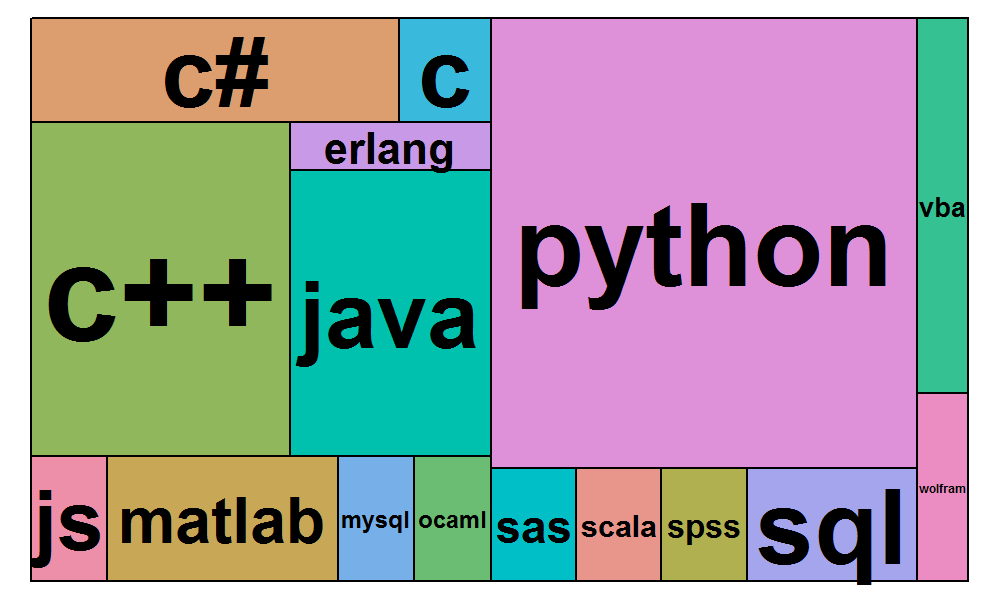 c#
c
erlang
c++
java
python
vba
js
matlab
mysql
ocaml
sas
scala
spss
sql
wolfram